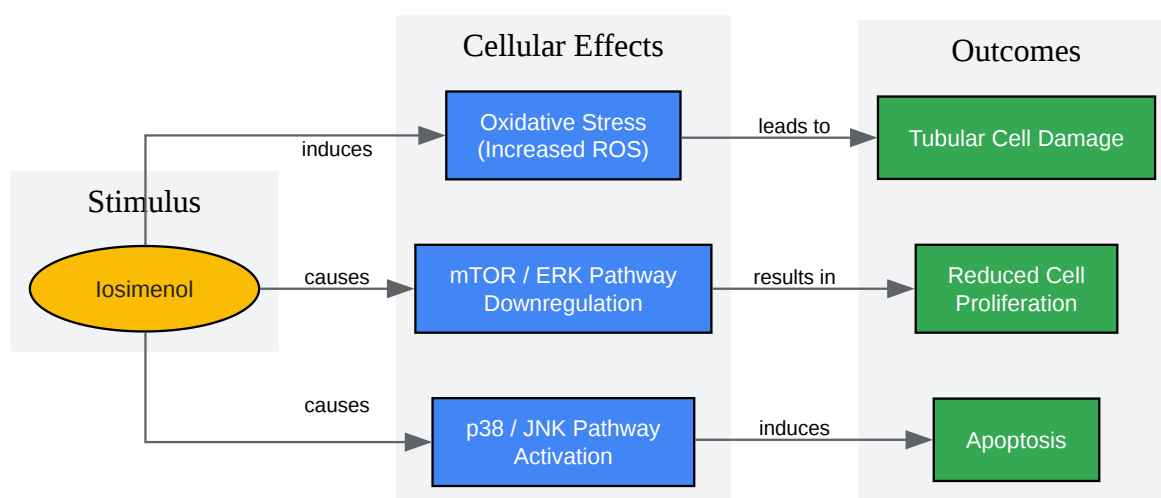 Stimulus
Iosimenol
induces
causes
causes
Cellular Effects
Oxidative Stress
(Increased ROS)
mTOR / ERK Pathway
Downregulation
p38 / JNK Pathway
Activation
leads to
results in
induces
Outcomes
Tubular Cell Damage
Reduced Cell
Proliferation
Apoptosis